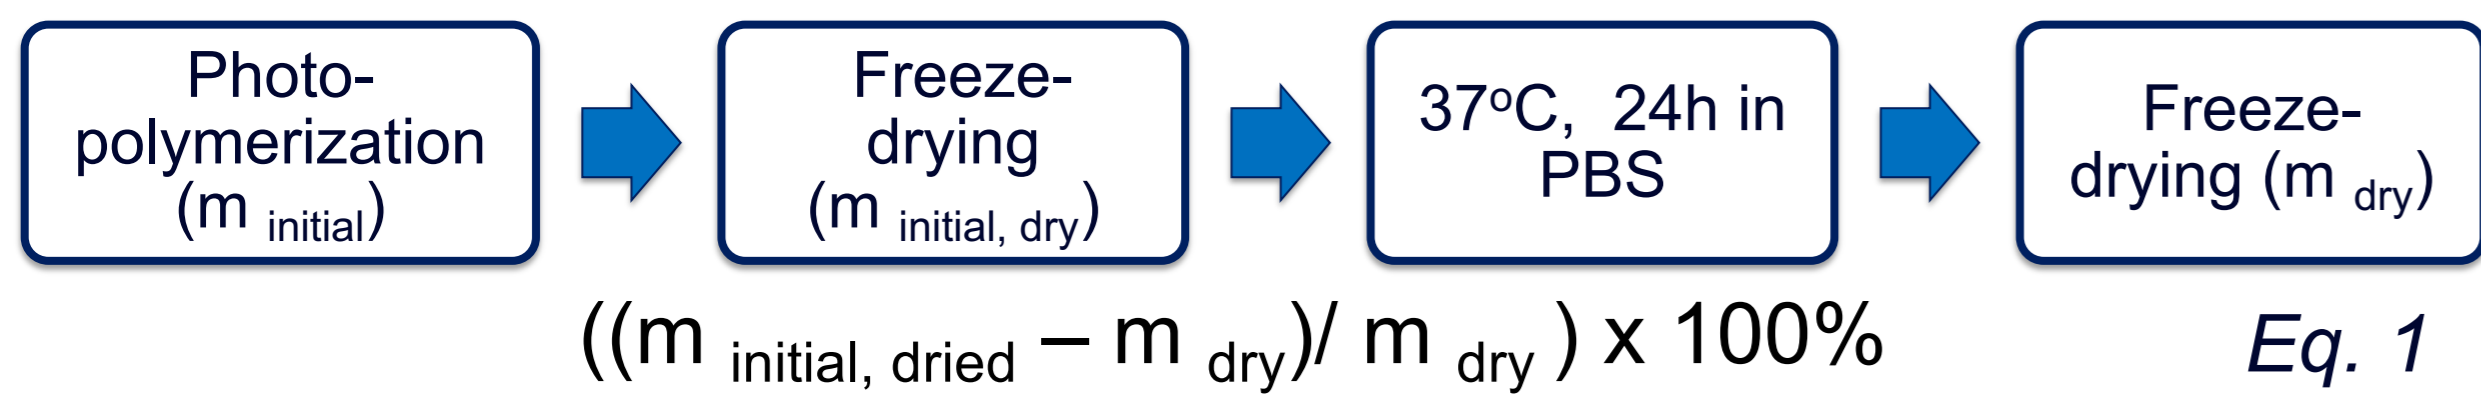 Photo-
polymerization
(m initial)
Freeze-
drying
(m initial, dry)
37°C, 24h in
PBS
Freeze-
drying (m dry)
((m initial, dried – m dry)/ m dry ) x 100%
Eq. 1